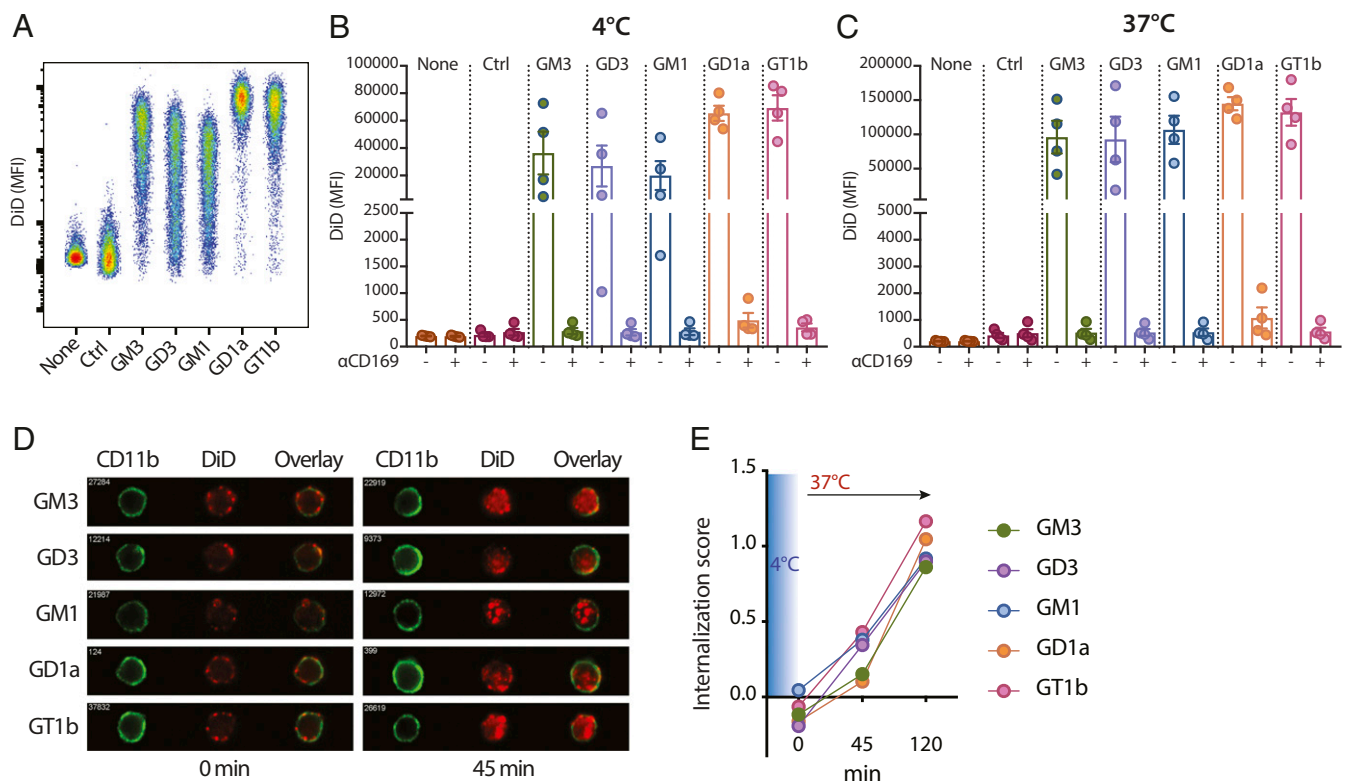 A
DiD (MFI)
None
Ctrl
GM3
GD3
GM1
GD1a
GT1b
B
4°C
None Ctrl GM3 GD3 GM1 GD1a GT1b
DiD (MFI)
100000
80000
60000
40000
20000
2500
2000
1500
1000
500
0
αCD169 - + - + - + - + - + - + - +
C
37°C
None Ctrl GM3 GD3 GM1 GD1a GT1b
DiD (MFI)
200000
150000
100000
50000
5000
4000
3000
2000
1000
0
αCD169 - + - + - + - + - + - + - +
D
CD11b DiD Overlay CD11b DiD Overlay
GM3 27284 22919
GD3 12214 9373
GM1 21987 12972
GD1a 124 399
GT1b 37832 26619
0 min 45 min
E
Internalization score
1.5
1.0
0.5
0.0
37°C
4°C
0 45 120
min
GM3
GD3
GM1
GD1a
GT1b